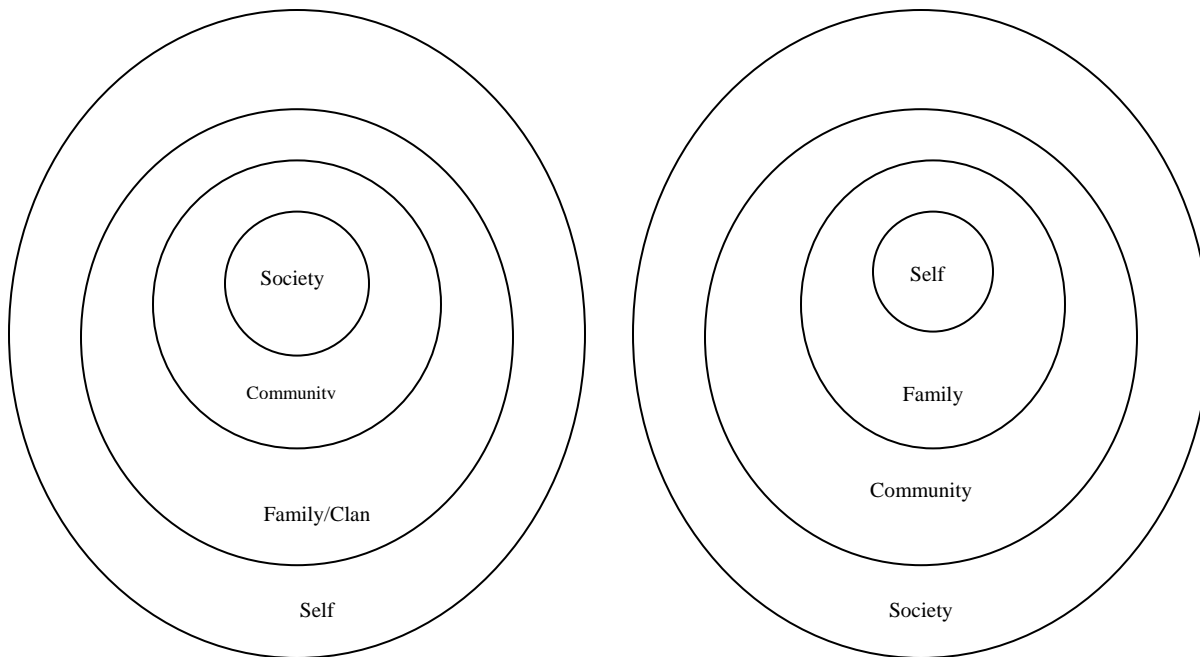 Society
Community
Family/Clan
Self
Self
Family
Community
Society